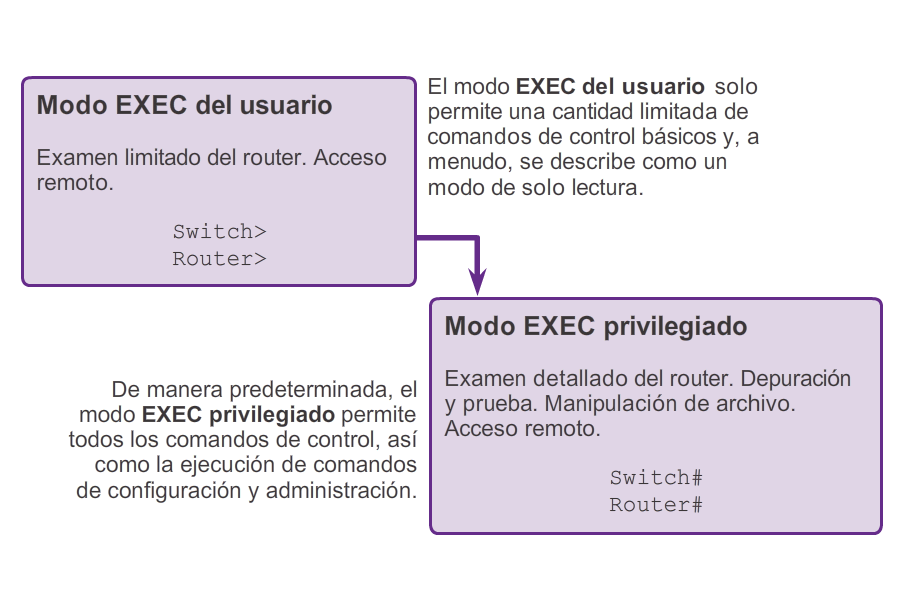 Modo EXEC del usuario
Examen limitado del router. Acceso
remoto.
Switch>
Router>
El modo EXEC del usuario solo
permite una cantidad limitada de
comandos de control básicos y, a
menudo, se describe como un
modo de solo lectura.
Modo EXEC privilegiado
Examen detallado del router. Depuración
y prueba. Manipulación de archivo.
Acceso remoto.
Switch#
Router#
De manera predeterminada, el
modo EXEC privilegiado permite
todos los comandos de control, así
como la ejecución de comandos
de configuración y administración.